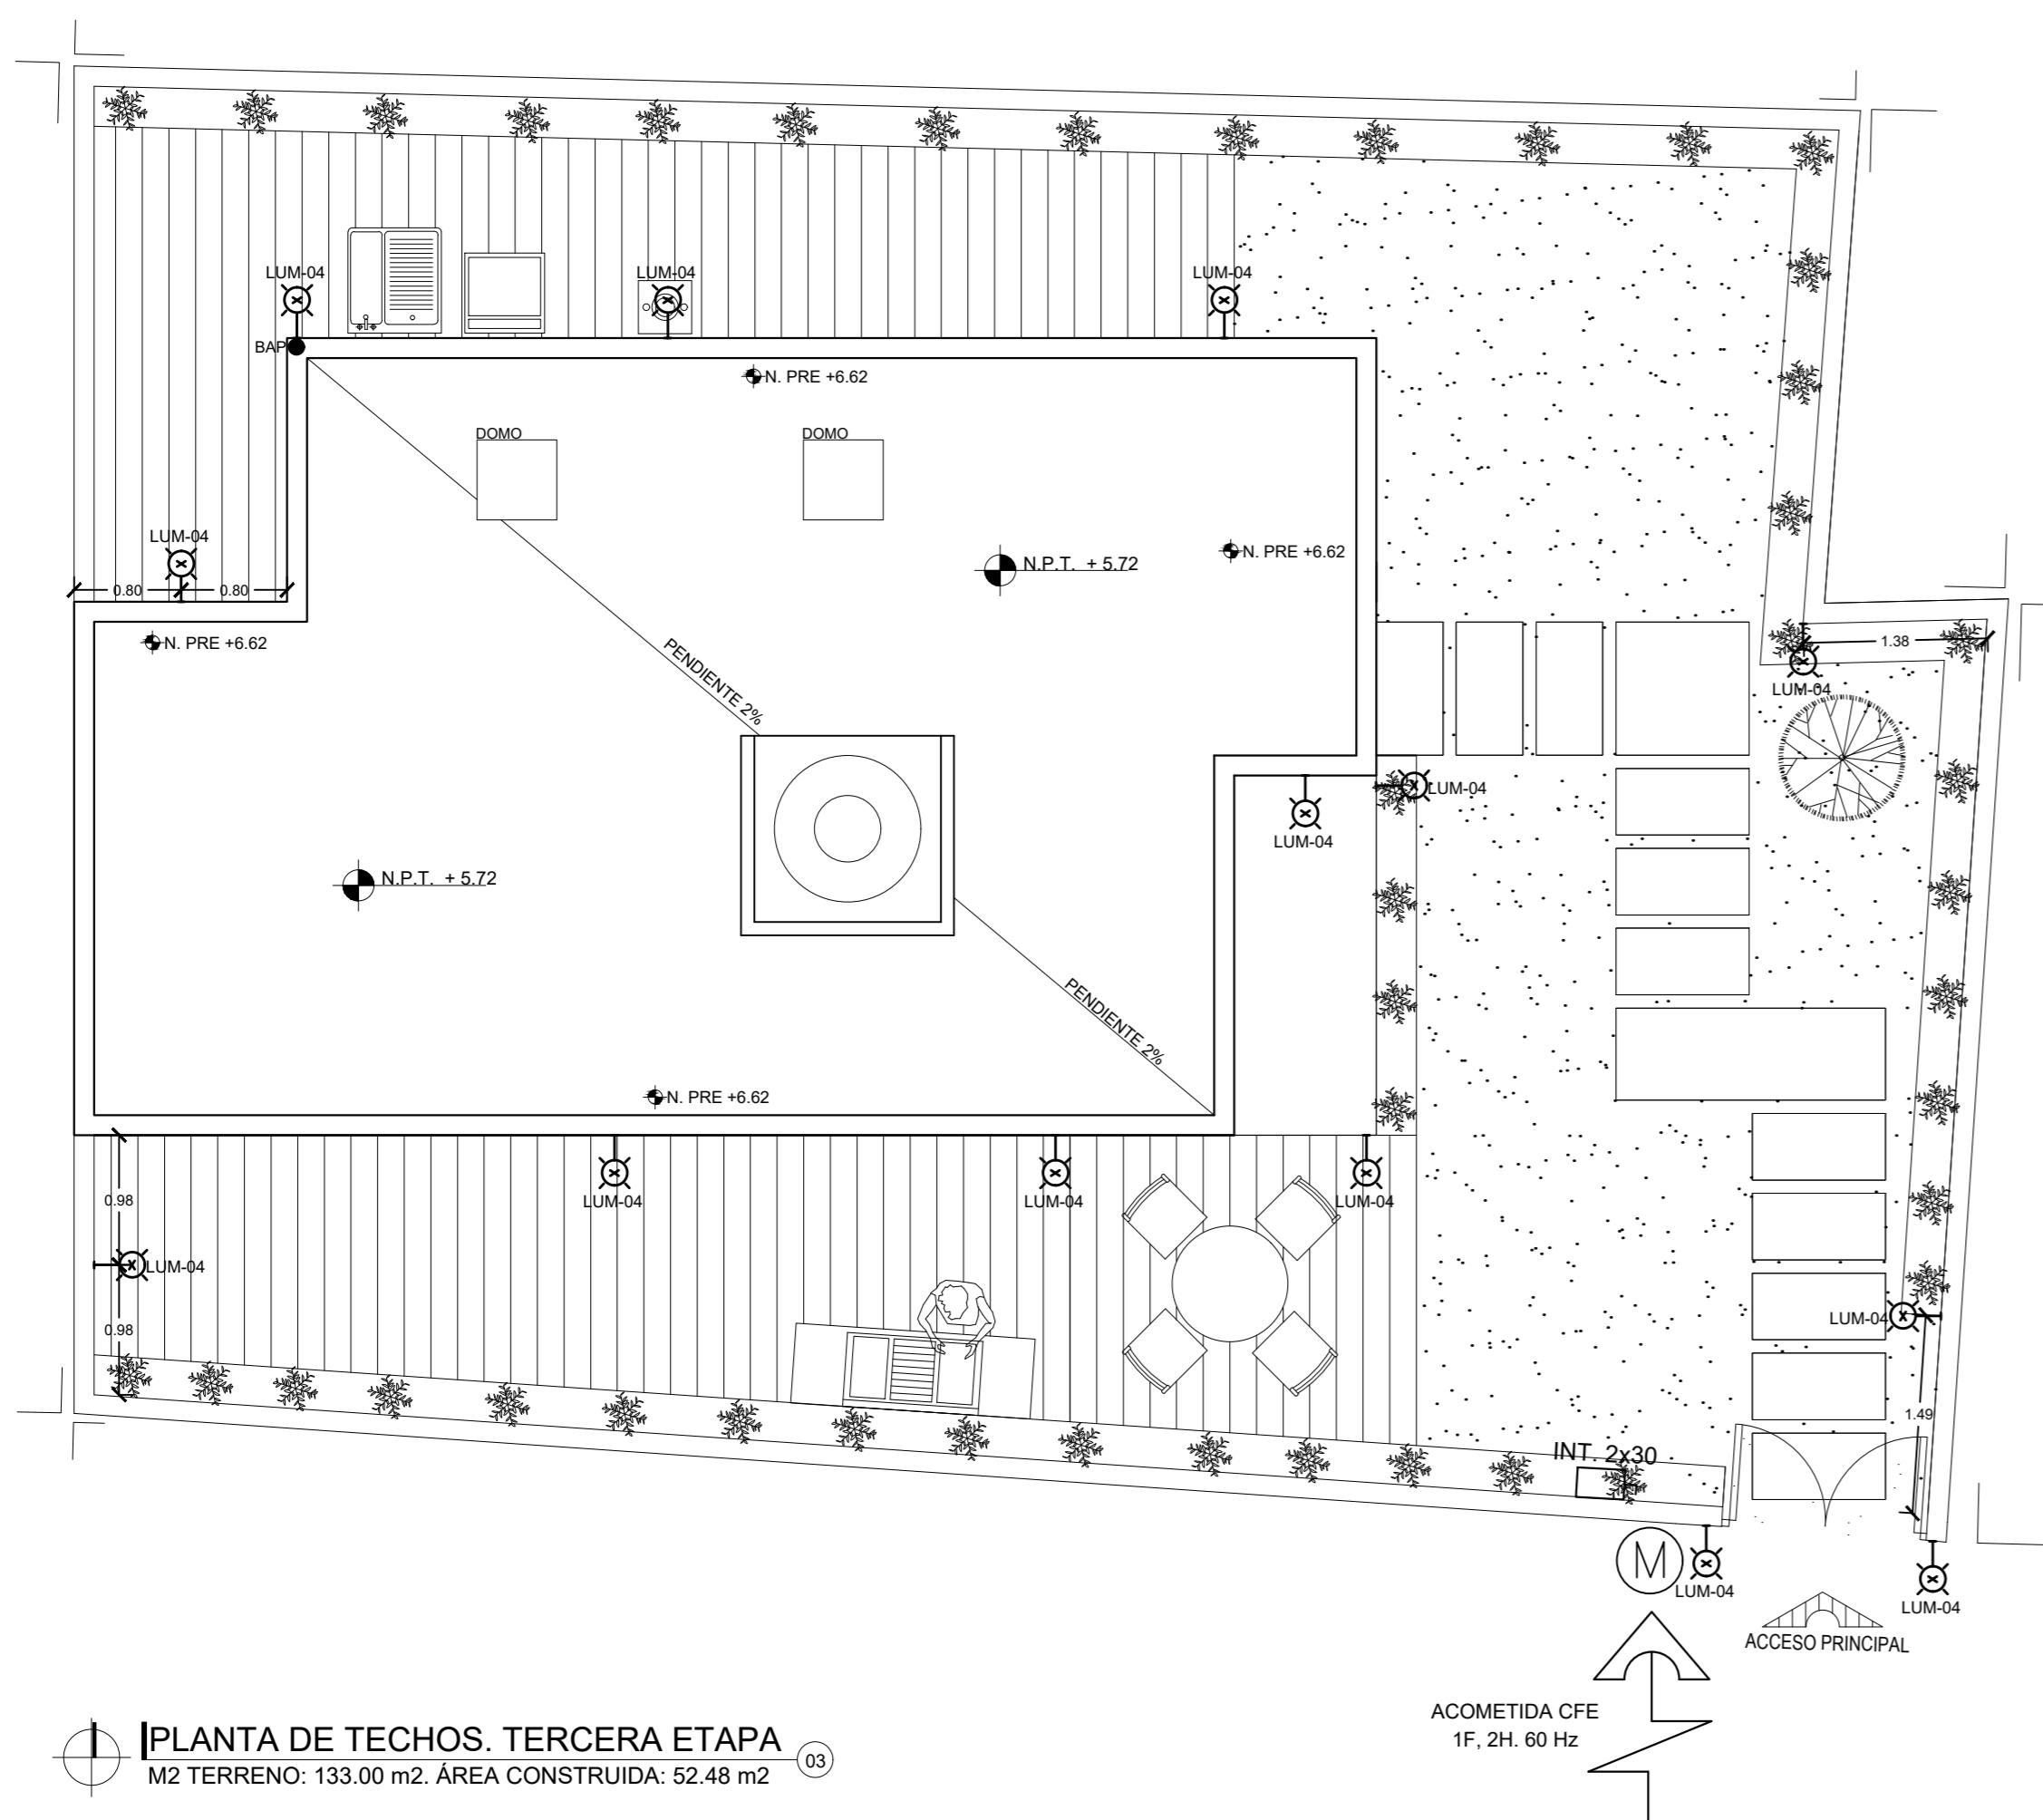 LUM-04
LUM-04
LUM-04
BAP
N. PRE +6.62
DOMO
DOMO
LUM-04
N. PRE +6.62
N.P.T. + 5.72
0.80
0.80
N. PRE +6.62
1.38
PENDIENTE 2%
LUM-04
LUM-04
LUM-04
N.P.T. + 5.72
PENDIENTE 2%
N. PRE +6.62
0.98
LUM-04
LUM-04
LUM-04
LUM-04
0.98
LUM-04
1.49
INT. 2x30
M
LUM-04
LUM-04
ACCESO PRINCIPAL
ACOMETIDA CFE
1F, 2H. 60 Hz
PLANTA DE TECHOS. TERCERA ETAPA
03
M2 TERRENO: 133.00 m2. ÁREA CONSTRUIDA: 52.48 m2